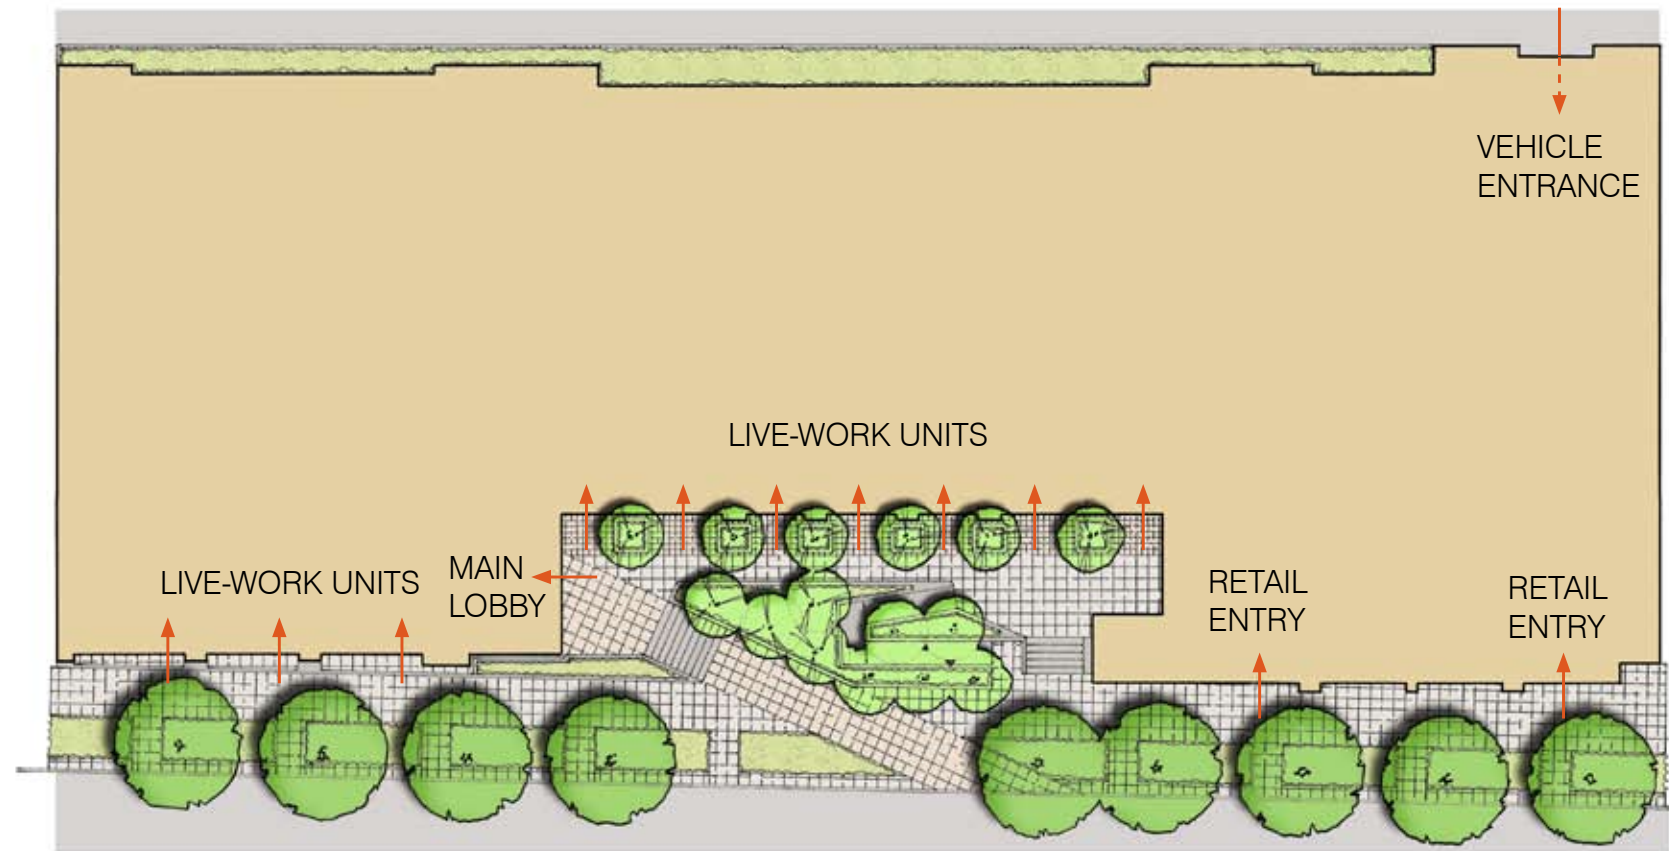 VEHICLE
ENTRANCE
LIVE-WORK UNITS
LIVE-WORK UNITS
MAIN
LOBBY
RETAIL
ENTRY
RETAIL
ENTRY